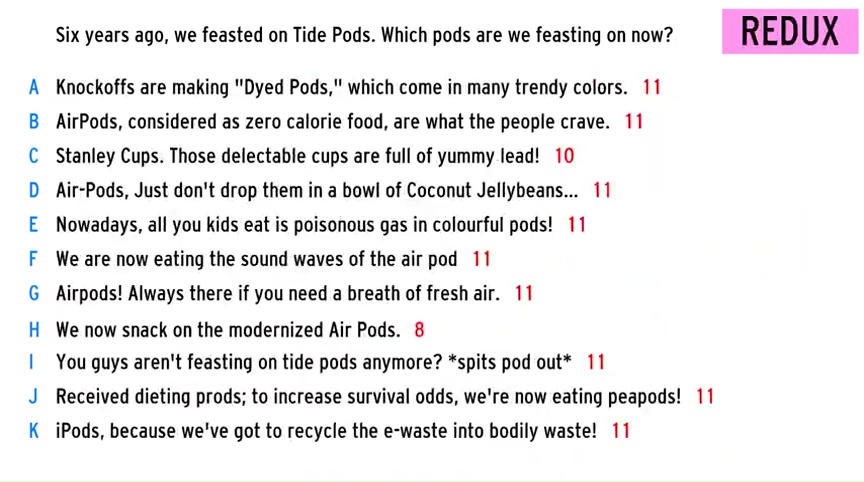 Six years ago, we feasted on Tide Pods. Which pods are we feasting on now?
REDUX
A Knockoffs are making "Dyed Pods," which come in many trendy colors. 11
B AirPods, considered as zero calorie food, are what the people crave. 11
C Stanley Cups. Those delectable cups are full of yummy lead! 10
D Air-Pods, Just don't drop them in a bowl of Coconut Jellybeans... 11
E Nowadays, all you kids eat is poisonous gas in colourful pods! 11
F We are now eating the sound waves of the air pod 11
G Airpods! Always there if you need a breath of fresh air. 11
H We now snack on the modernized Air Pods. 8
I You guys aren't feasting on tide pods anymore? *spits pod out* 11
J Received dieting prods; to increase survival odds, we're now eating peapods! 11
K iPods, because we've got to recycle the e-waste into bodily waste! 11